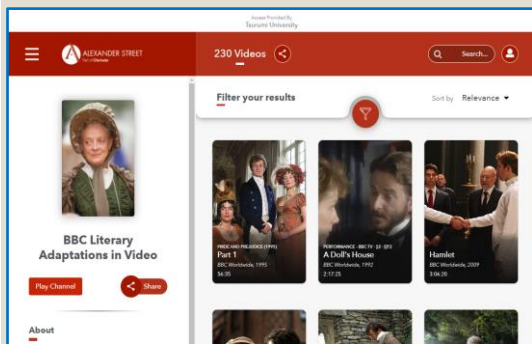 Access Provided By
Tsurumi University
ALEXANDER STREET
230 Videos
Search...
Filter your results
Sort by Relevance
BBC Literary
Adaptations in Video
Play Channel
Share
About
PRIDE AND PREJUDICE (1995)
Part 1
BBC Worldwide, 1995
54:35
A Doll's House
BBC Worldwide, 1992
2:17:25
Hamlet
BBC Worldwide, 2009
3:04:20